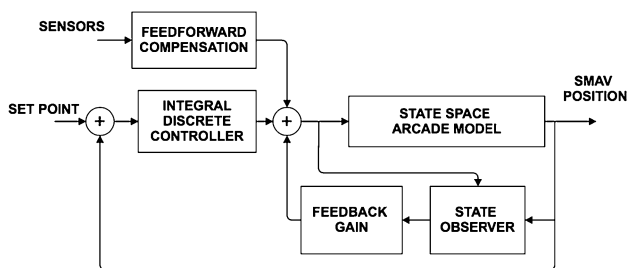 SENSORS
FEEDFORWARD
COMPENSATION
SET POINT
+
INTEGRAL
DISCRETE
CONTROLLER
+
STATE SPACE
ARCADE MODEL
SMAV
POSITION
FEEDBACK
GAIN
STATE
OBSERVER